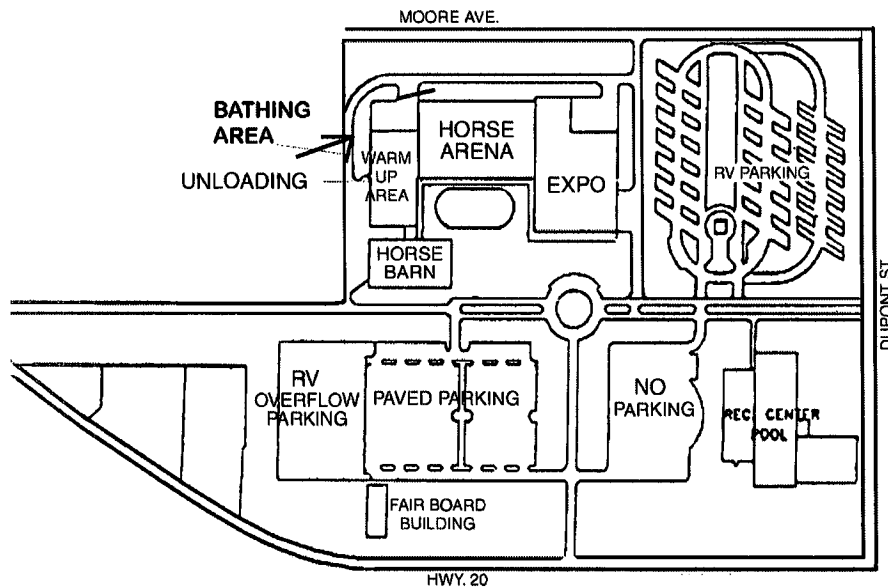 MOORE AVE.
BATHING
AREA
HORSE
ARENA
WARM
UP
AREA
UNLOADING
EXPO
RV PARKING
HORSE
BARN
DUPONT ST.
RV
OVERFLOW
PARKING
PAVED PARKING
NO
PARKING
REC. CENTER
POOL
FAIR BOARD
BUILDING
HWY. 20